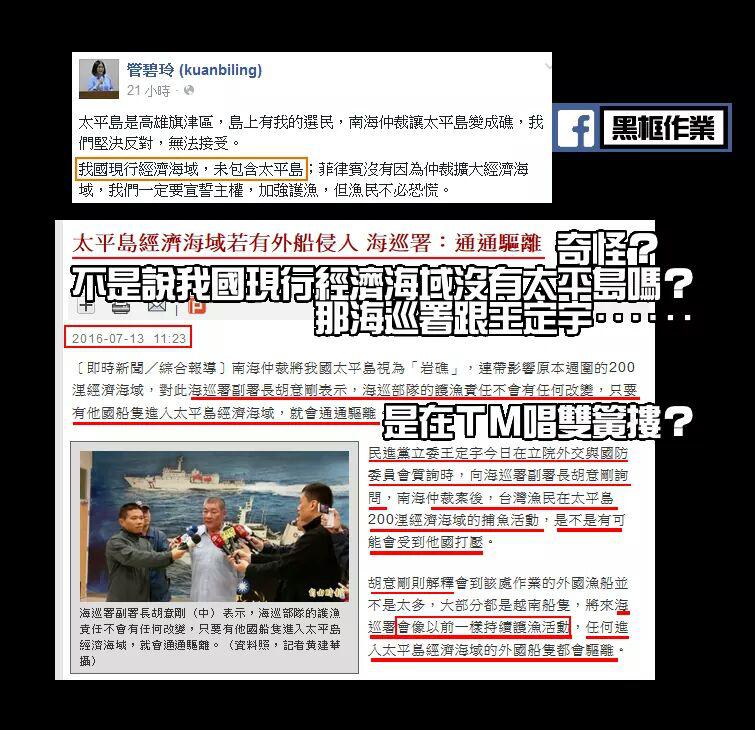 管碧玲 (kuanbiling)
21 小時 ·
太平島是高雄旗津區，島上有我的選民，南海仲裁讓太平島變成礁，我
們堅決反對，無法接受。
我國現行經濟海域，未包含太平島；菲律賓沒有因為仲裁擴大經濟海
域，我們一定要宣誓主權，加強護漁，但漁民不必恐慌。
黑框作業
太平島經濟海域若有外船侵入 海巡署：通通驅離
奇怪?
不是說我國現行經濟海域沒有太平島嗎?
那海巡署跟王定宇……
2016-07-13 11:23
〔即時新聞／綜合報導〕南海仲裁將我國太平島視為「岩礁」，連帶影響原本週圍的200
浬經濟海域，對此海巡署副署長胡意剛表示，海巡部隊的護漁責任不會有任何改變，只要
有他國船隻進入太平島經濟海域，就會通通驅離
是在TM唱雙簧摟?
民進黨立委王定宇今日在立院外交與國防
委員會質詢時，向海巡署副署長胡意剛詢
問，南海仲裁案後，台灣漁民在太平島
200浬經濟海域的捕魚活動，是不是有可
能會受到他國打壓。
胡意剛則解釋會到該處作業的外國漁船並
不是太多，大部分都是越南船隻，將來海
巡署會像以前一樣持續護漁活動，任何進
入太平島經濟海域的外國船隻都會驅離。
自由時報
海巡署副署長胡意剛（中）表示，海巡部隊的護漁
責任不會有任何改變，只要有他國船隻進入太平島
經濟海域，就會通通驅離。（資料照，記者黃建華
攝）